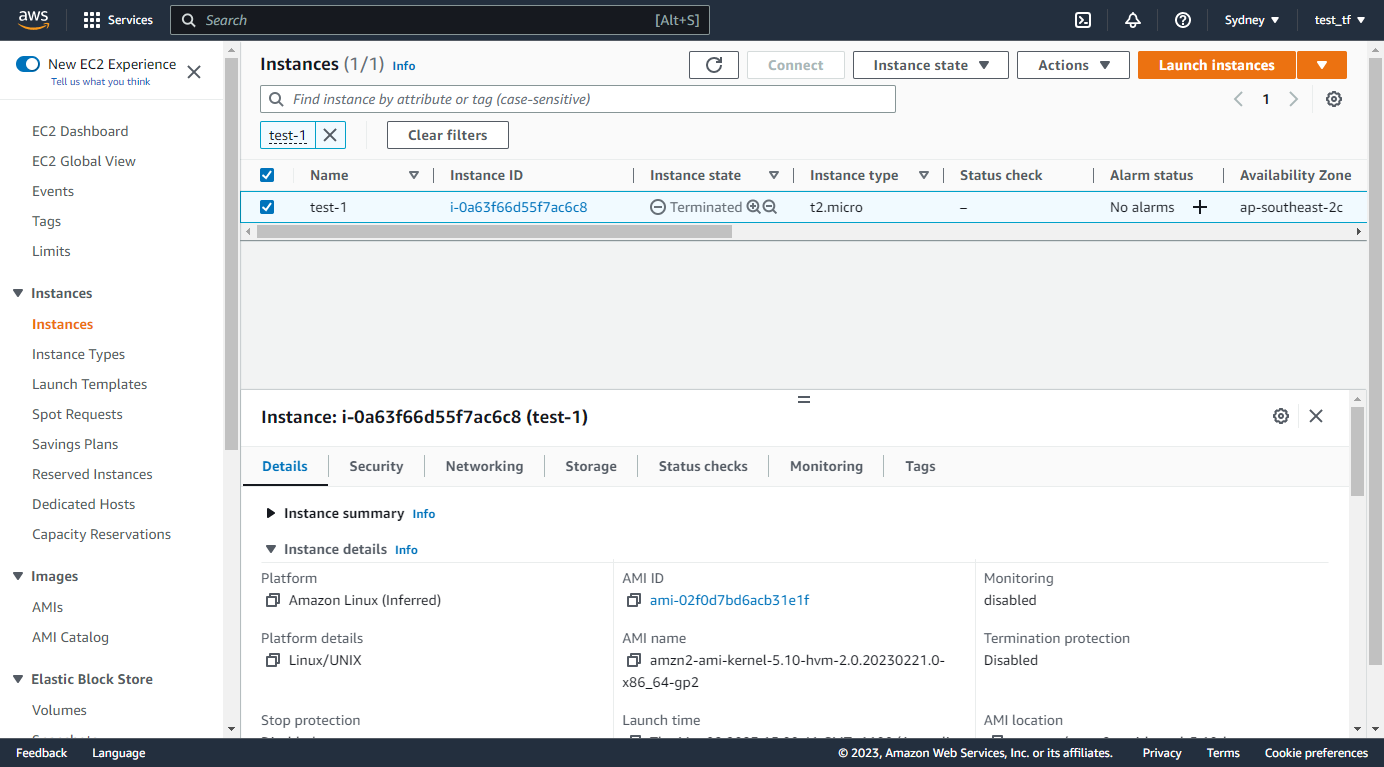 aws Services Search [Alt+S] Sydney ▼ test_tf ▼
New EC2 Experience
Tell us what you think
EC2 Dashboard
EC2 Global View
Events
Tags
Limits
Instances
Instances
Instance Types
Launch Templates
Spot Requests
Savings Plans
Reserved Instances
Dedicated Hosts
Capacity Reservations
Images
AMIs
AMI Catalog
Elastic Block Store
Volumes
Instances (1/1) Info Connect Instance state ▼ Actions ▼ Launch instances ▼
Find instance by attribute or tag (case-sensitive) 1
test-1 Clear filters
Name Instance ID Instance state Instance type Status check Alarm status Availability Zone
test-1 i-0a63f66d55f7ac6c8 Terminated t2.micro – No alarms + ap-southeast-2c
Instance: i-0a63f66d55f7ac6c8 (test-1)
Details Security Networking Storage Status checks Monitoring Tags
Instance summary Info
Instance details Info
Platform
Amazon Linux (Inferred)
AMI ID
ami-02f0d7bd6acb31e1f
Monitoring
disabled
Platform details
Linux/UNIX
AMI name
amzn2-ami-kernel-5.10-hvm-2.0.20230221.0-
x86_64-gp2
Termination protection
Disabled
Stop protection
Launch time
AMI location
Feedback Language © 2023, Amazon Web Services, Inc. or its affiliates. Privacy Terms Cookie preferences